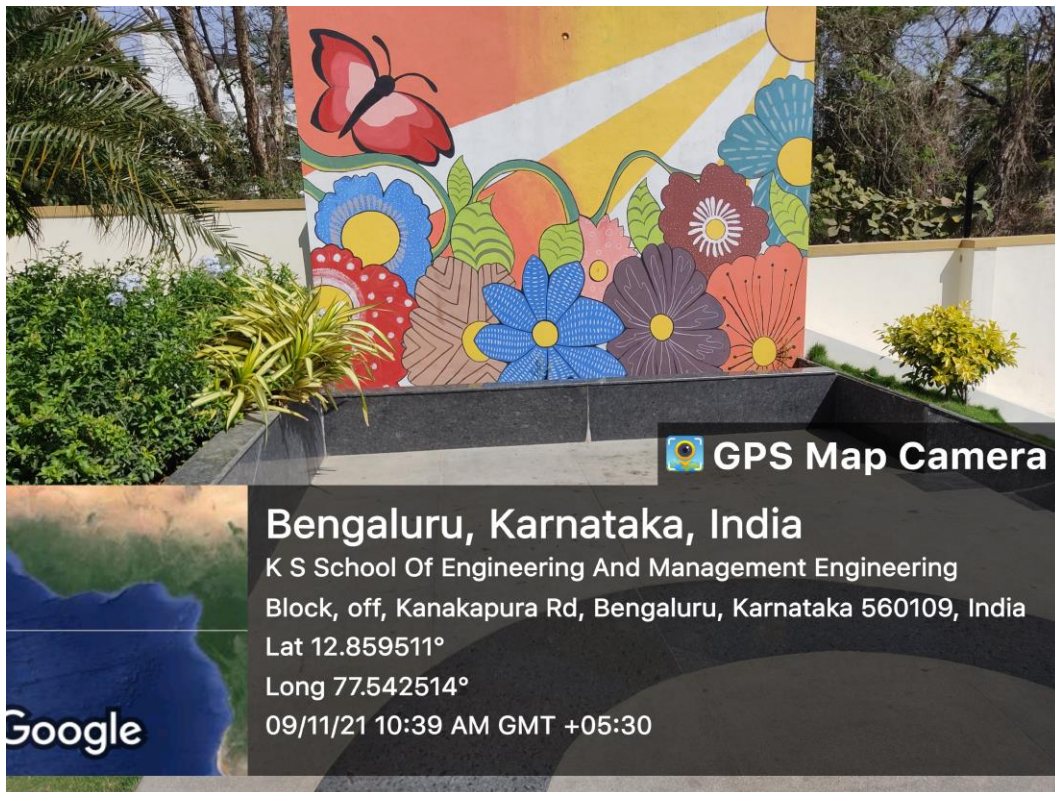 GPS Map Camera
Bengaluru, Karnataka, India
K S School Of Engineering And Management Engineering
Block, off, Kanakapura Rd, Bengaluru, Karnataka 560109, India
Lat 12.859511°
Long 77.542514°
09/11/21 10:39 AM GMT +05:30
Google